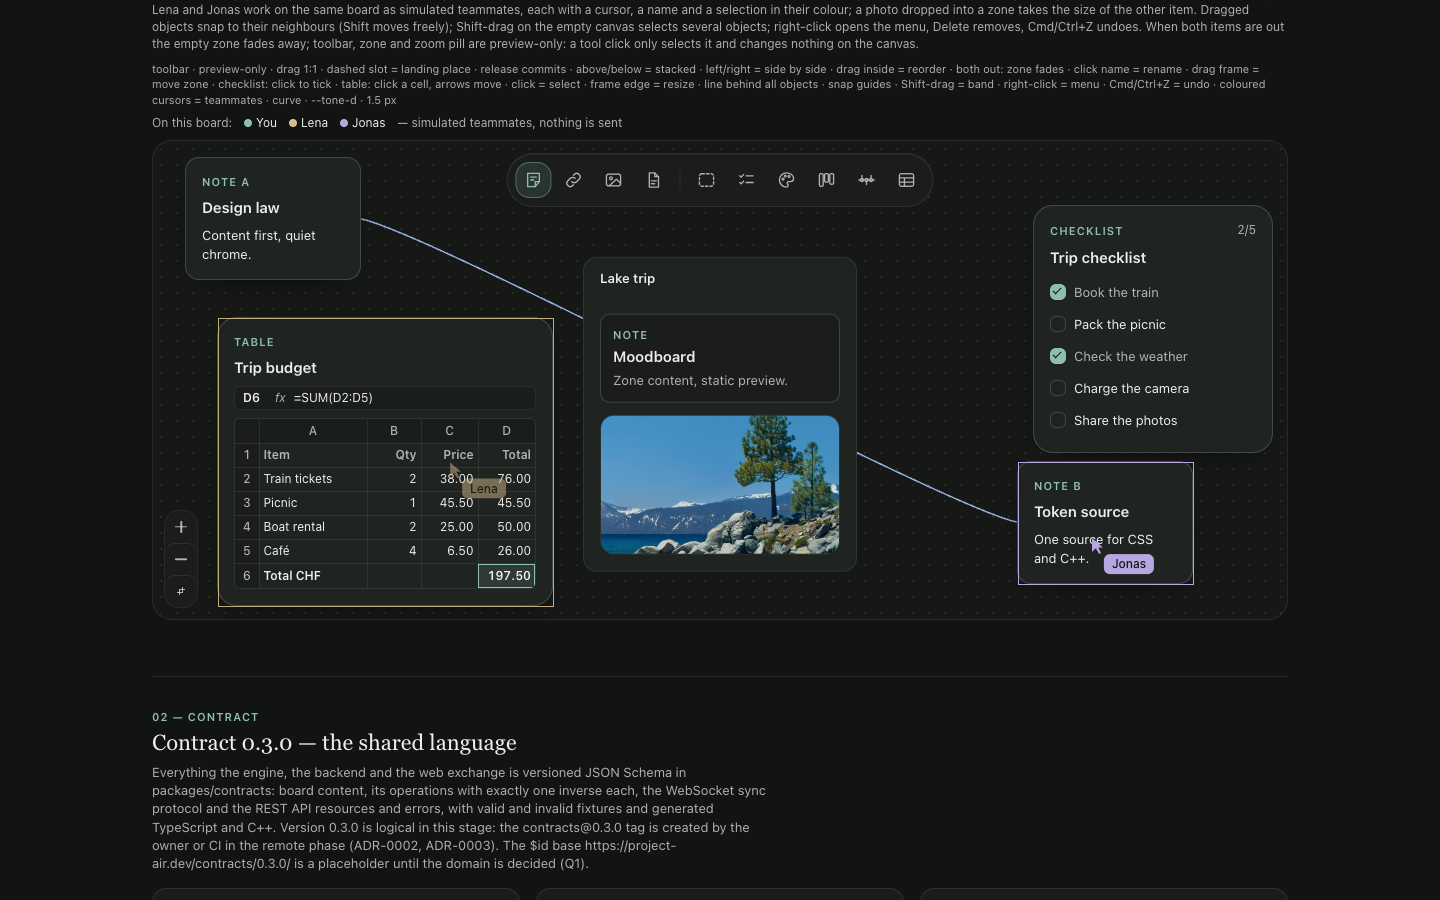 Lena and Jonas work on the same board as simulated teammates, each with a cursor, a name and a selection in their colour; a photo dropped into a zone takes the size of the other item. Dragged
objects snap to their neighbours (Shift moves freely); Shift-drag on the empty canvas selects several objects; right-click opens the menu, Delete removes, Cmd/Ctrl+Z undoes. When both items are out
the empty zone fades away; toolbar, zone and zoom pill are preview-only: a tool click only selects it and changes nothing on the canvas.
toolbar · preview-only · drag 1:1 · dashed slot = landing place · release commits · above/below = stacked · left/right = side by side · drag inside = reorder · both out: zone fades · click name = rename · drag frame =
move zone · checklist: click to tick · table: click a cell, arrows move · click = select · frame edge = resize · line behind all objects · snap guides · Shift-drag = band · right-click = menu · Cmd/Ctrl+Z = undo · coloured
cursors = teammates · curve · --tone-d · 1.5 px
On this board: You Lena Jonas — simulated teammates, nothing is sent
NOTE A
Design law
Content first, quiet
chrome.
TABLE
Trip budget
D6 fx =SUM(D2:D5)
A B C D
1 Item Qty Price Total
2 Train tickets 2 38.00 76.00
Lena
3 Picnic 1 45.50 45.50
4 Boat rental 2 25.00 50.00
5 Café 4 6.50 26.00
6 Total CHF 197.50
Lake trip
NOTE
Moodboard
Zone content, static preview.
CHECKLIST 2/5
Trip checklist
Book the train
Pack the picnic
Check the weather
Charge the camera
Share the photos
NOTE B
Token source
One source for CSS
and C++.
Jonas
02 — CONTRACT
Contract 0.3.0 — the shared language
Everything the engine, the backend and the web exchange is versioned JSON Schema in
packages/contracts: board content, its operations with exactly one inverse each, the WebSocket sync
protocol and the REST API resources and errors, with valid and invalid fixtures and generated
TypeScript and C++. Version 0.3.0 is logical in this stage: the contracts@0.3.0 tag is created by the
owner or CI in the remote phase (ADR-0002, ADR-0003). The $id base https://project-
air.dev/contracts/0.3.0/ is a placeholder until the domain is decided (Q1).